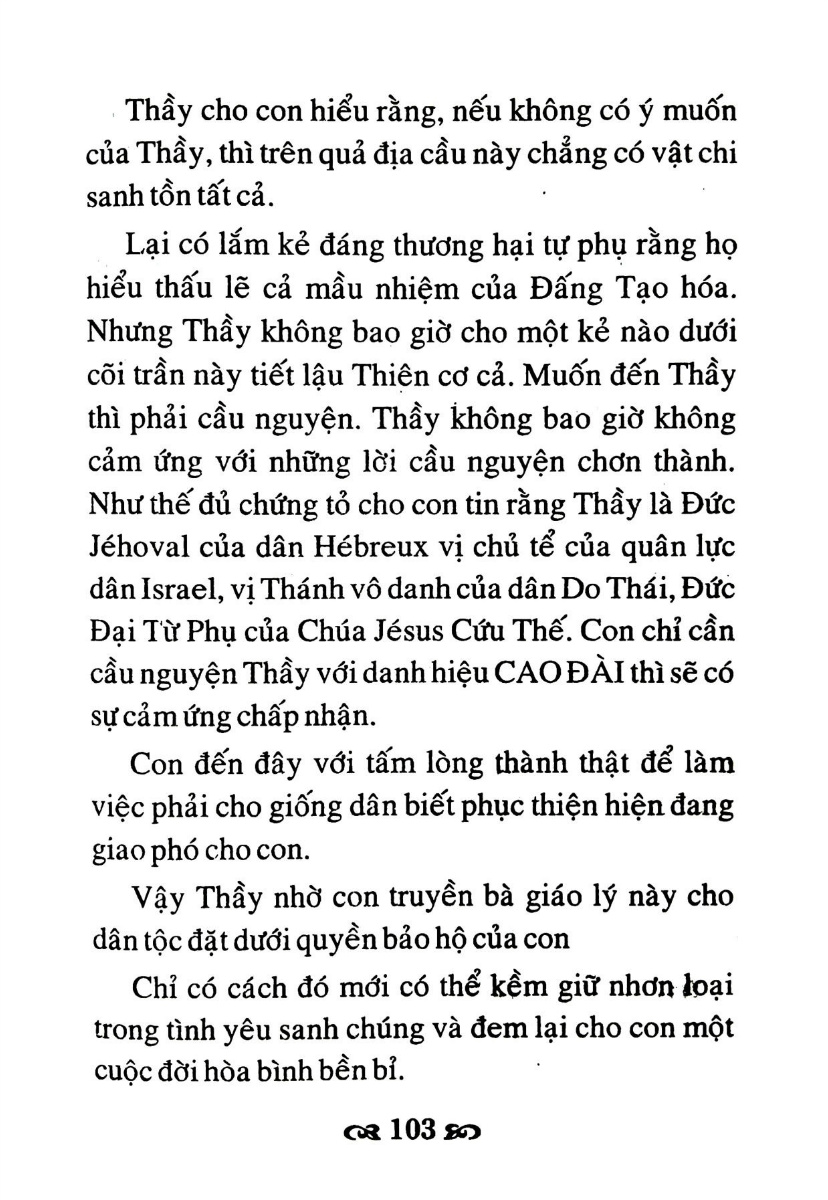 Thầy cho con hiểu rằng, nếu không có ý muốn
của Thầy, thì trên quả địa cầu này chẳng có vật chi
sanh tồn tất cả.
Lại có lắm kẻ đáng thương hại tự phụ rằng họ
hiểu thấu lẽ cả mầu nhiệm của Đấng Tạo hóa.
Nhưng Thầy không bao giờ cho một kẻ nào dưới
cõi trần này tiết lậu Thiên cơ cả. Muốn đến Thầy
thì phải cầu nguyện. Thầy không bao giờ không
cảm ứng với những lời cầu nguyện chơn thành.
Như thế đủ chứng tỏ cho con tin rằng Thầy là Đức
Jéhoval của dân Hébreux vị chủ tể của quân lực
dân Israel, vị Thánh vô danh của dân Do Thái, Đức
Đại Từ Phụ của Chúa Jésus Cứu Thế. Con chỉ cần
cầu nguyện Thầy với danh hiệu CAO ĐÀI thì sẽ có
sự cảm ứng chấp nhận.
Con đến đây với tấm lòng thành thật để làm
việc phải cho giống dân biết phục thiện hiện đang
giao phó cho con.
Vậy Thầy nhờ con truyền bà giáo lý này cho
dân tộc đặt dưới quyền bảo hộ của con
Chỉ có cách đó mới có thể kềm giữ nhơn loại
trong tình yêu sanh chúng và đem lại cho con một
cuộc đời hòa bình bền bỉ.
103